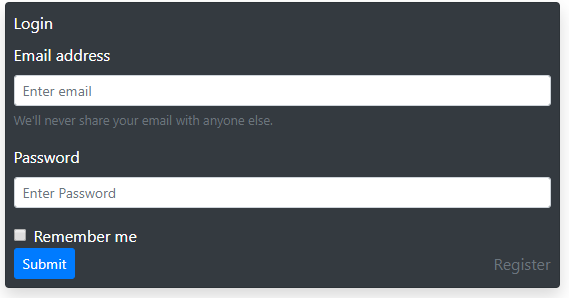 Login
Email address
Enter email
We'll never share your email with anyone else.
Password
Enter Password
Remember me
Submit Register